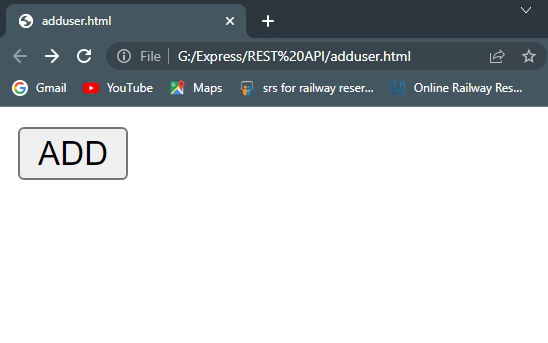 adduser.html
File G:/Express/REST%20API/adduser.html
Gmail YouTube Maps srs for railway reser... Online Railway Res...
ADD